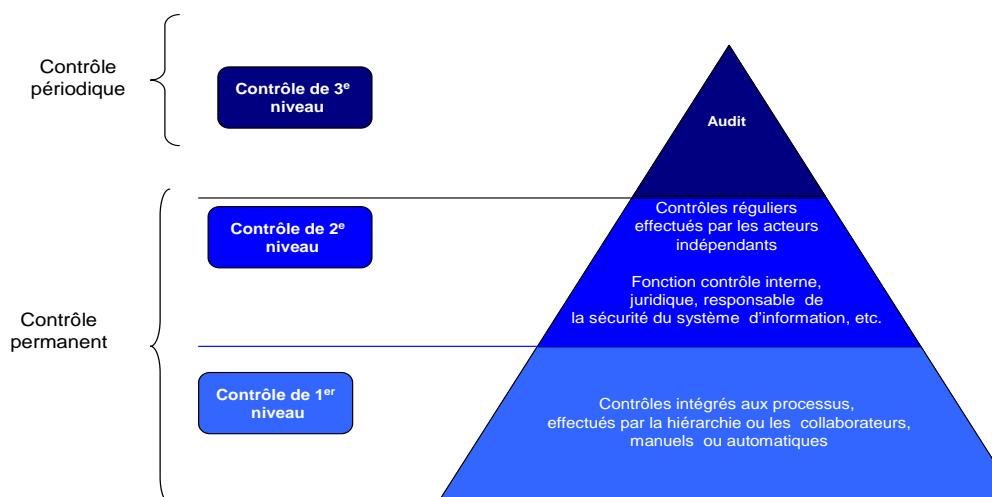 Contrôle
périodique
Contrôle de 3e
niveau
Audit
Contrôle de 2e
niveau
Contrôles réguliers
effectués par les acteurs
indépendants
Fonction contrôle interne,
juridique, responsable de
la sécurité du système d'information, etc.
Contrôle
permanent
Contrôle de 1er
niveau
Contrôles intégrés aux processus,
effectués par la hiérarchie ou les collaborateurs,
manuels ou automatiques